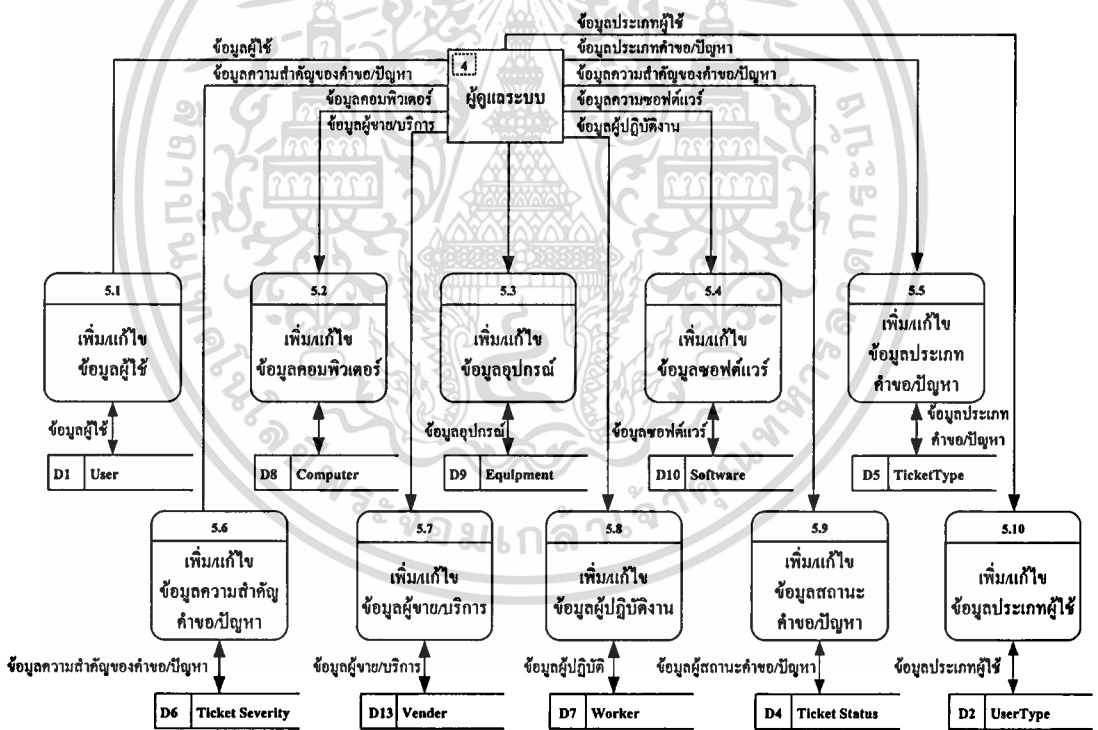 ข้อมูลประเภทผู้ใช้
ข้อมูลผู้ใช้
ข้อมูลประเภทคำขอ/ปัญหา
ข้อมูลความสำคัญของคำขอ/ปัญหา
4
ข้อมูลความสำคัญของคำขอ/ปัญหา
ข้อมูลคอมพิวเตอร์
ผู้ดูแลระบบ
ข้อมูลความซอฟต์แวร์
ข้อมูลผู้ขาย/บริการ
ข้อมูลผู้ปฏิบัติงาน
5.1
เพิ่ม/แก้ไข
ข้อมูลผู้ใช้
5.2
เพิ่ม/แก้ไข
ข้อมูลคอมพิวเตอร์
5.3
เพิ่ม/แก้ไข
ข้อมูลอุปกรณ์
5.4
เพิ่ม/แก้ไข
ข้อมูลซอฟต์แวร์
5.5
เพิ่ม/แก้ไข
ข้อมูลประเภท
คำขอ/ปัญหา
ข้อมูลผู้ใช้
ข้อมูลอุปกรณ์
ข้อมูลซอฟต์แวร์
ข้อมูลประเภท
คำขอ/ปัญหา
D1 User
D8 Computer
D9 Equipment
D10 Software
D5 TicketType
5.6
เพิ่ม/แก้ไข
ข้อมูลความสำคัญ
คำขอ/ปัญหา
5.7
เพิ่ม/แก้ไข
ข้อมูลผู้ขาย/บริการ
5.8
เพิ่ม/แก้ไข
ข้อมูลผู้ปฏิบัติงาน
5.9
เพิ่ม/แก้ไข
ข้อมูลสถานะ
คำขอ/ปัญหา
5.10
เพิ่ม/แก้ไข
ข้อมูลประเภทผู้ใช้
ข้อมูลความสำคัญของคำขอ/ปัญหา
ข้อมูลผู้ขาย/บริการ
ข้อมูลผู้ปฏิบัติ
ข้อมูลผู้สถานะคำขอ/ปัญหา
ข้อมูลประเภทผู้ใช้
D6 Ticket Severity
D13 Vender
D7 Worker
D4 Ticket Status
D2 UserType